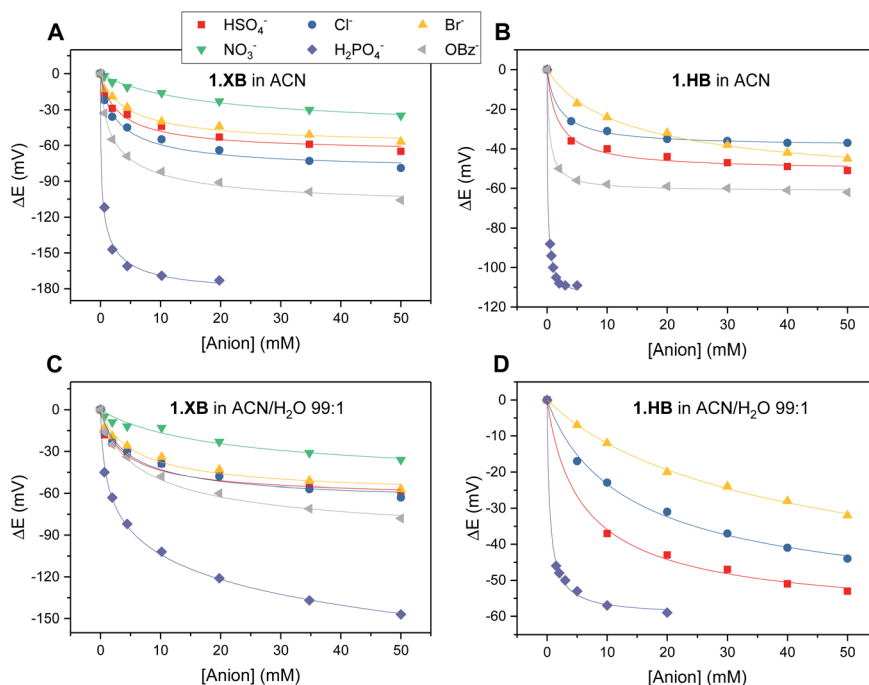 HSO₄⁻ Cl⁻ Br⁻
NO₃⁻ H₂PO₄⁻ OBz⁻
A
1.XB in ACN
0
-30
-60
-90
-120
-150
-180
ΔE (mV)
0 10 20 30 40 50
[Anion] (mM)
B
1.HB in ACN
0
-20
-40
-60
-80
-100
-120
ΔE (mV)
0 10 20 30 40 50
[Anion] (mM)
C
1.XB in ACN/H₂O 99:1
0
-30
-60
-90
-120
-150
ΔE (mV)
0 10 20 30 40 50
[Anion] (mM)
D
1.HB in ACN/H₂O 99:1
0
-10
-20
-30
-40
-50
-60
ΔE (mV)
0 10 20 30 40 50
[Anion] (mM)